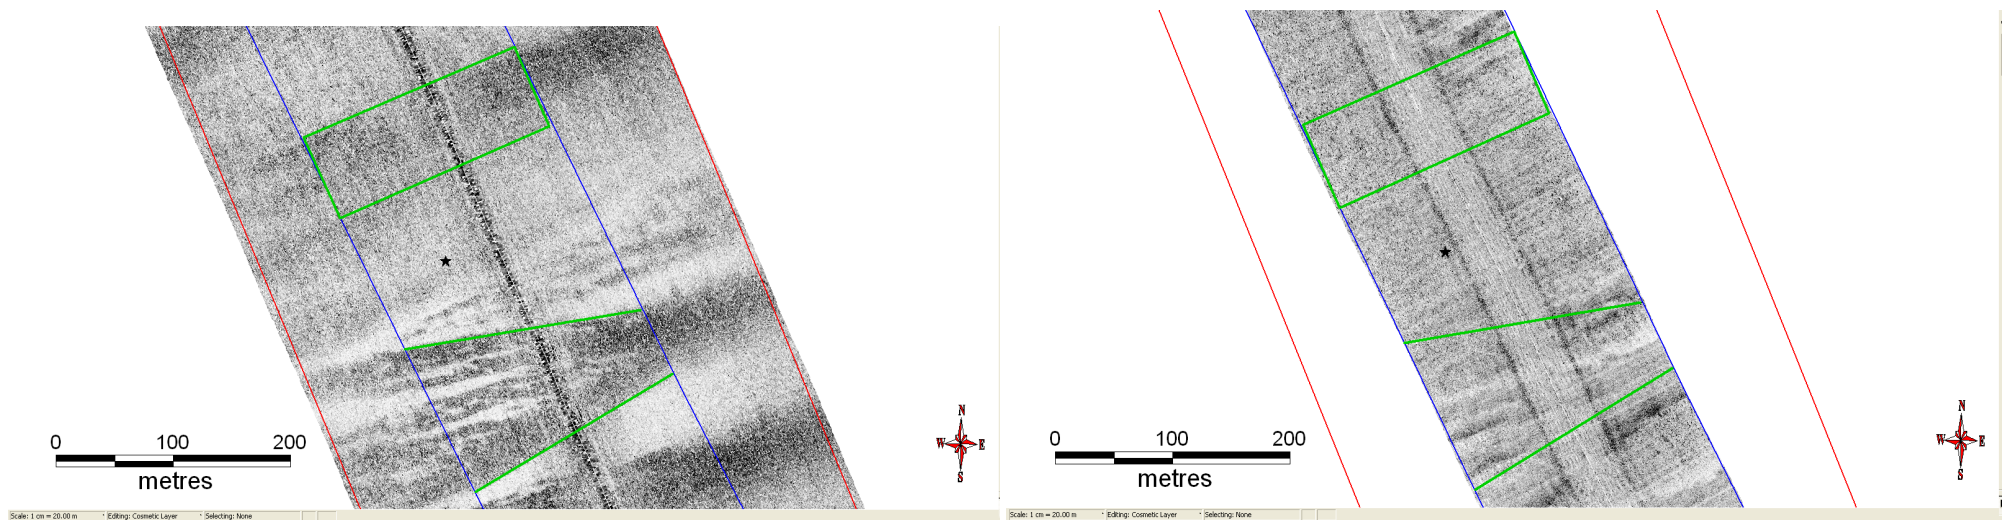 0 100 200
metres
N
W E
S
Scale: 1 cm = 20.00 m Editing: Cosmetic Layer Selecting: None
0 100 200
metres
N
W E
S
Scale: 1 cm = 20.00 m Editing: Cosmetic Layer Selecting: None